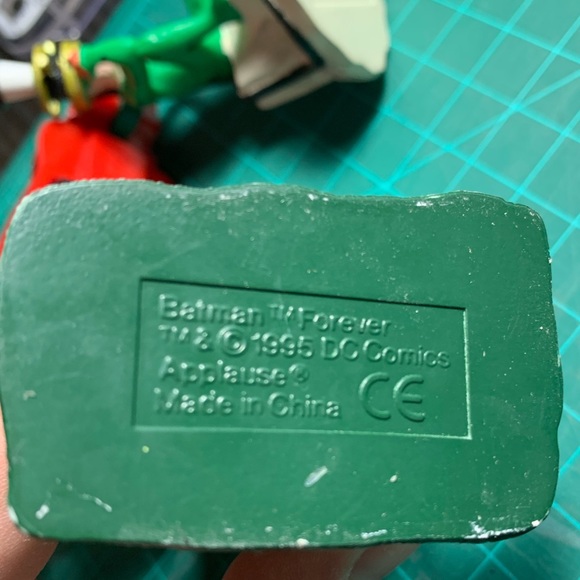 Batman™ Forever
™ & © 1995 DC Comics
Applause®
Made in China CE